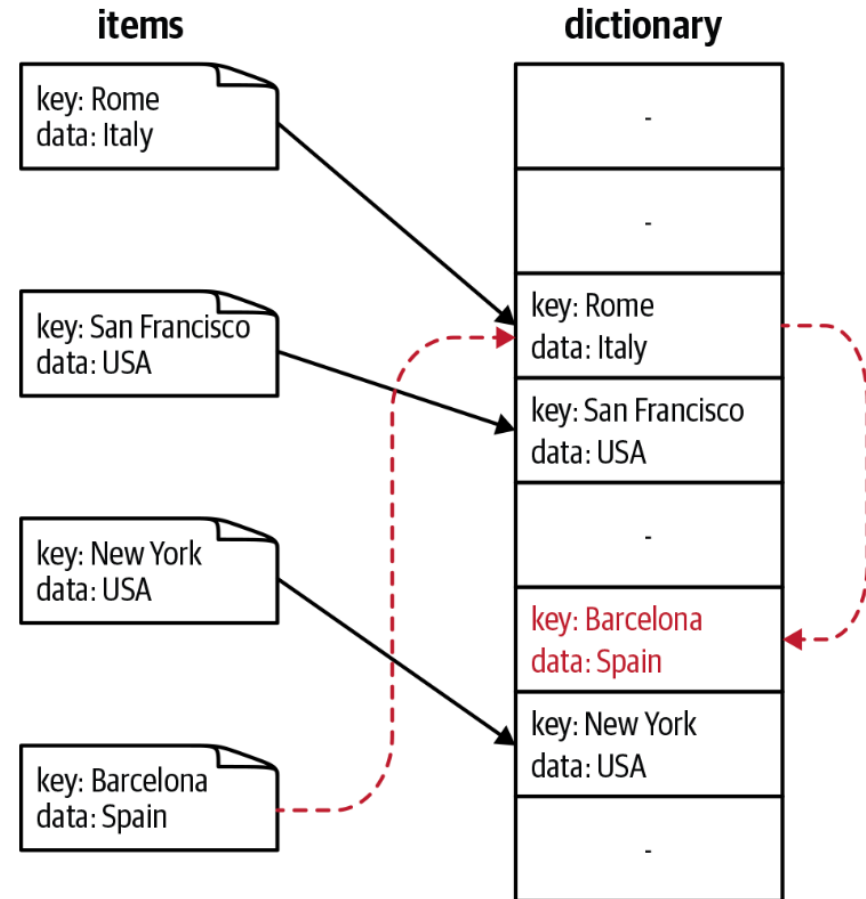 items
key: Rome
data: Italy
key: San Francisco
data: USA
key: New York
data: USA
key: Barcelona
data: Spain
dictionary
-
-
key: Rome
data: Italy
key: San Francisco
data: USA
-
key: Barcelona
data: Spain
key: New York
data: USA
-